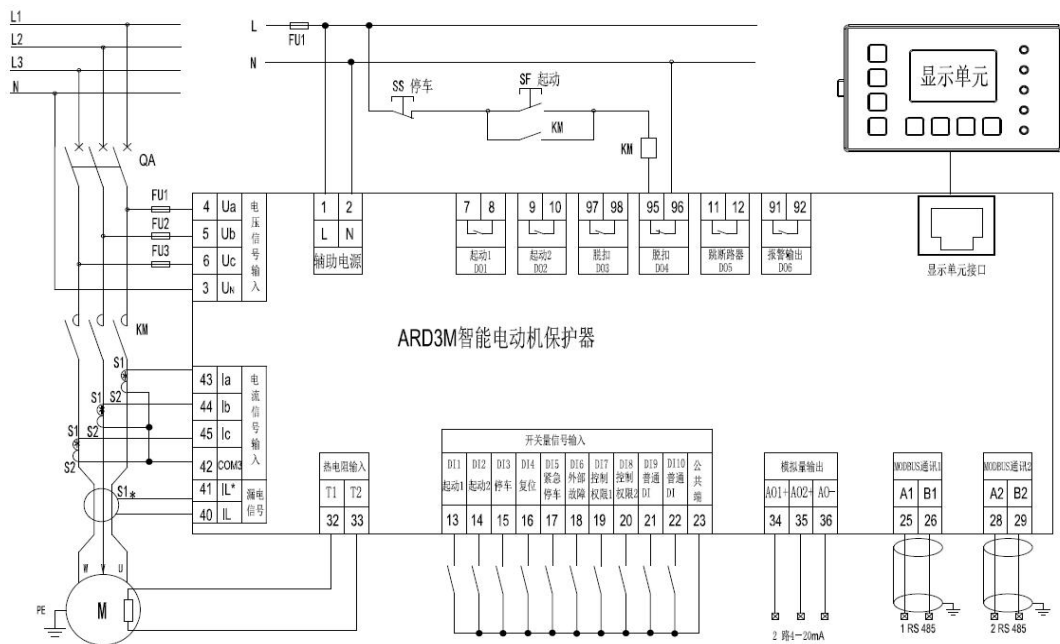 L1
L2
L3
N
L
FU1
N
SS 停车
SF 起动
KM
KM
显示单元
QA
FU1
FU2
FU3
4 Ua
5 Ub
6 Uc
3 UN
电压信号输入
1 2
L N
辅助电源
7 8
起动1
DO1
9 10
起动2
DO2
97 98
脱扣
DO3
95 96
脱扣
DO4
11 12
跳断路器
DO5
91 92
报警输出
DO6
显示单元接口
KM
ARD3M智能电动机保护器
S1
S2
S1
S2
S1
S2
S1*
43 Ia
44 Ib
45 Ic
42 COM3
电流信号输入
41 IL*
40 IL
漏电信号
热电阻输入
T1 T2
32 33
开关量信号输入
DI1 起动1
DI2 起动2
DI3 停车
DI4 复位
DI5 紧急停车
DI6 外部故障
DI7 控制权限1
DI8 控制权限2
DI9 普通DI
DI10 普通DI
公共端
13 14 15 16 17 18 19 20 21 22 23
模拟量输出
AO1+ AO2+ AO-
34 35 36
2 路4-20mA
MODBUS通讯1
A1 B1
25 26
1 RS 485
MODBUS通讯2
A2 B2
28 29
2 RS 485
W V U
M
PE